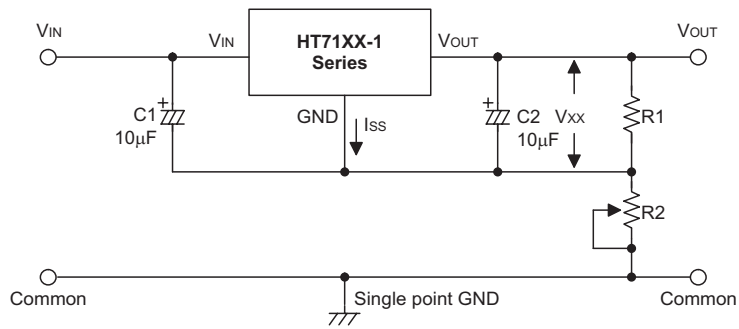 VIN
VIN
HT71XX-1
Series
VOUT
VOUT
C1
10μF
GND
ISS
C2
10μF
VXX
R1
R2
Common
Single point GND
Common